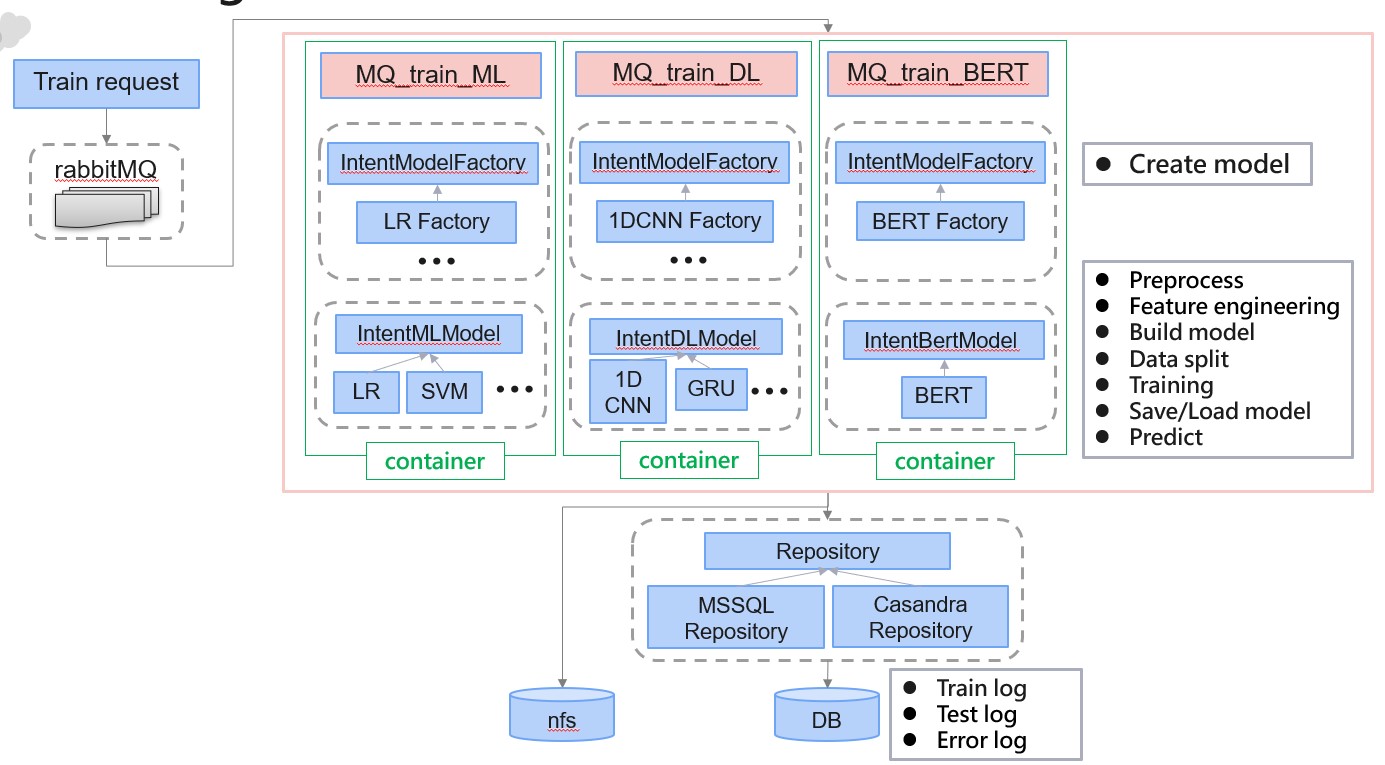 Train request
rabbitMQ
MQ_train_ML
IntentModelFactory
LR Factory
•••
IntentMLModel
LR
SVM
•••
container
MQ_train_DL
IntentModelFactory
1DCNN Factory
•••
IntentDLModel
1D
CNN
GRU
•••
container
MQ_train_BERT
IntentModelFactory
BERT Factory
IntentBertModel
BERT
container
● Create model
● Preprocess
● Feature engineering
● Build model
● Data split
● Training
● Save/Load model
● Predict
Repository
MSSQL
Repository
Casandra
Repository
nfs
DB
● Train log
● Test log
● Error log